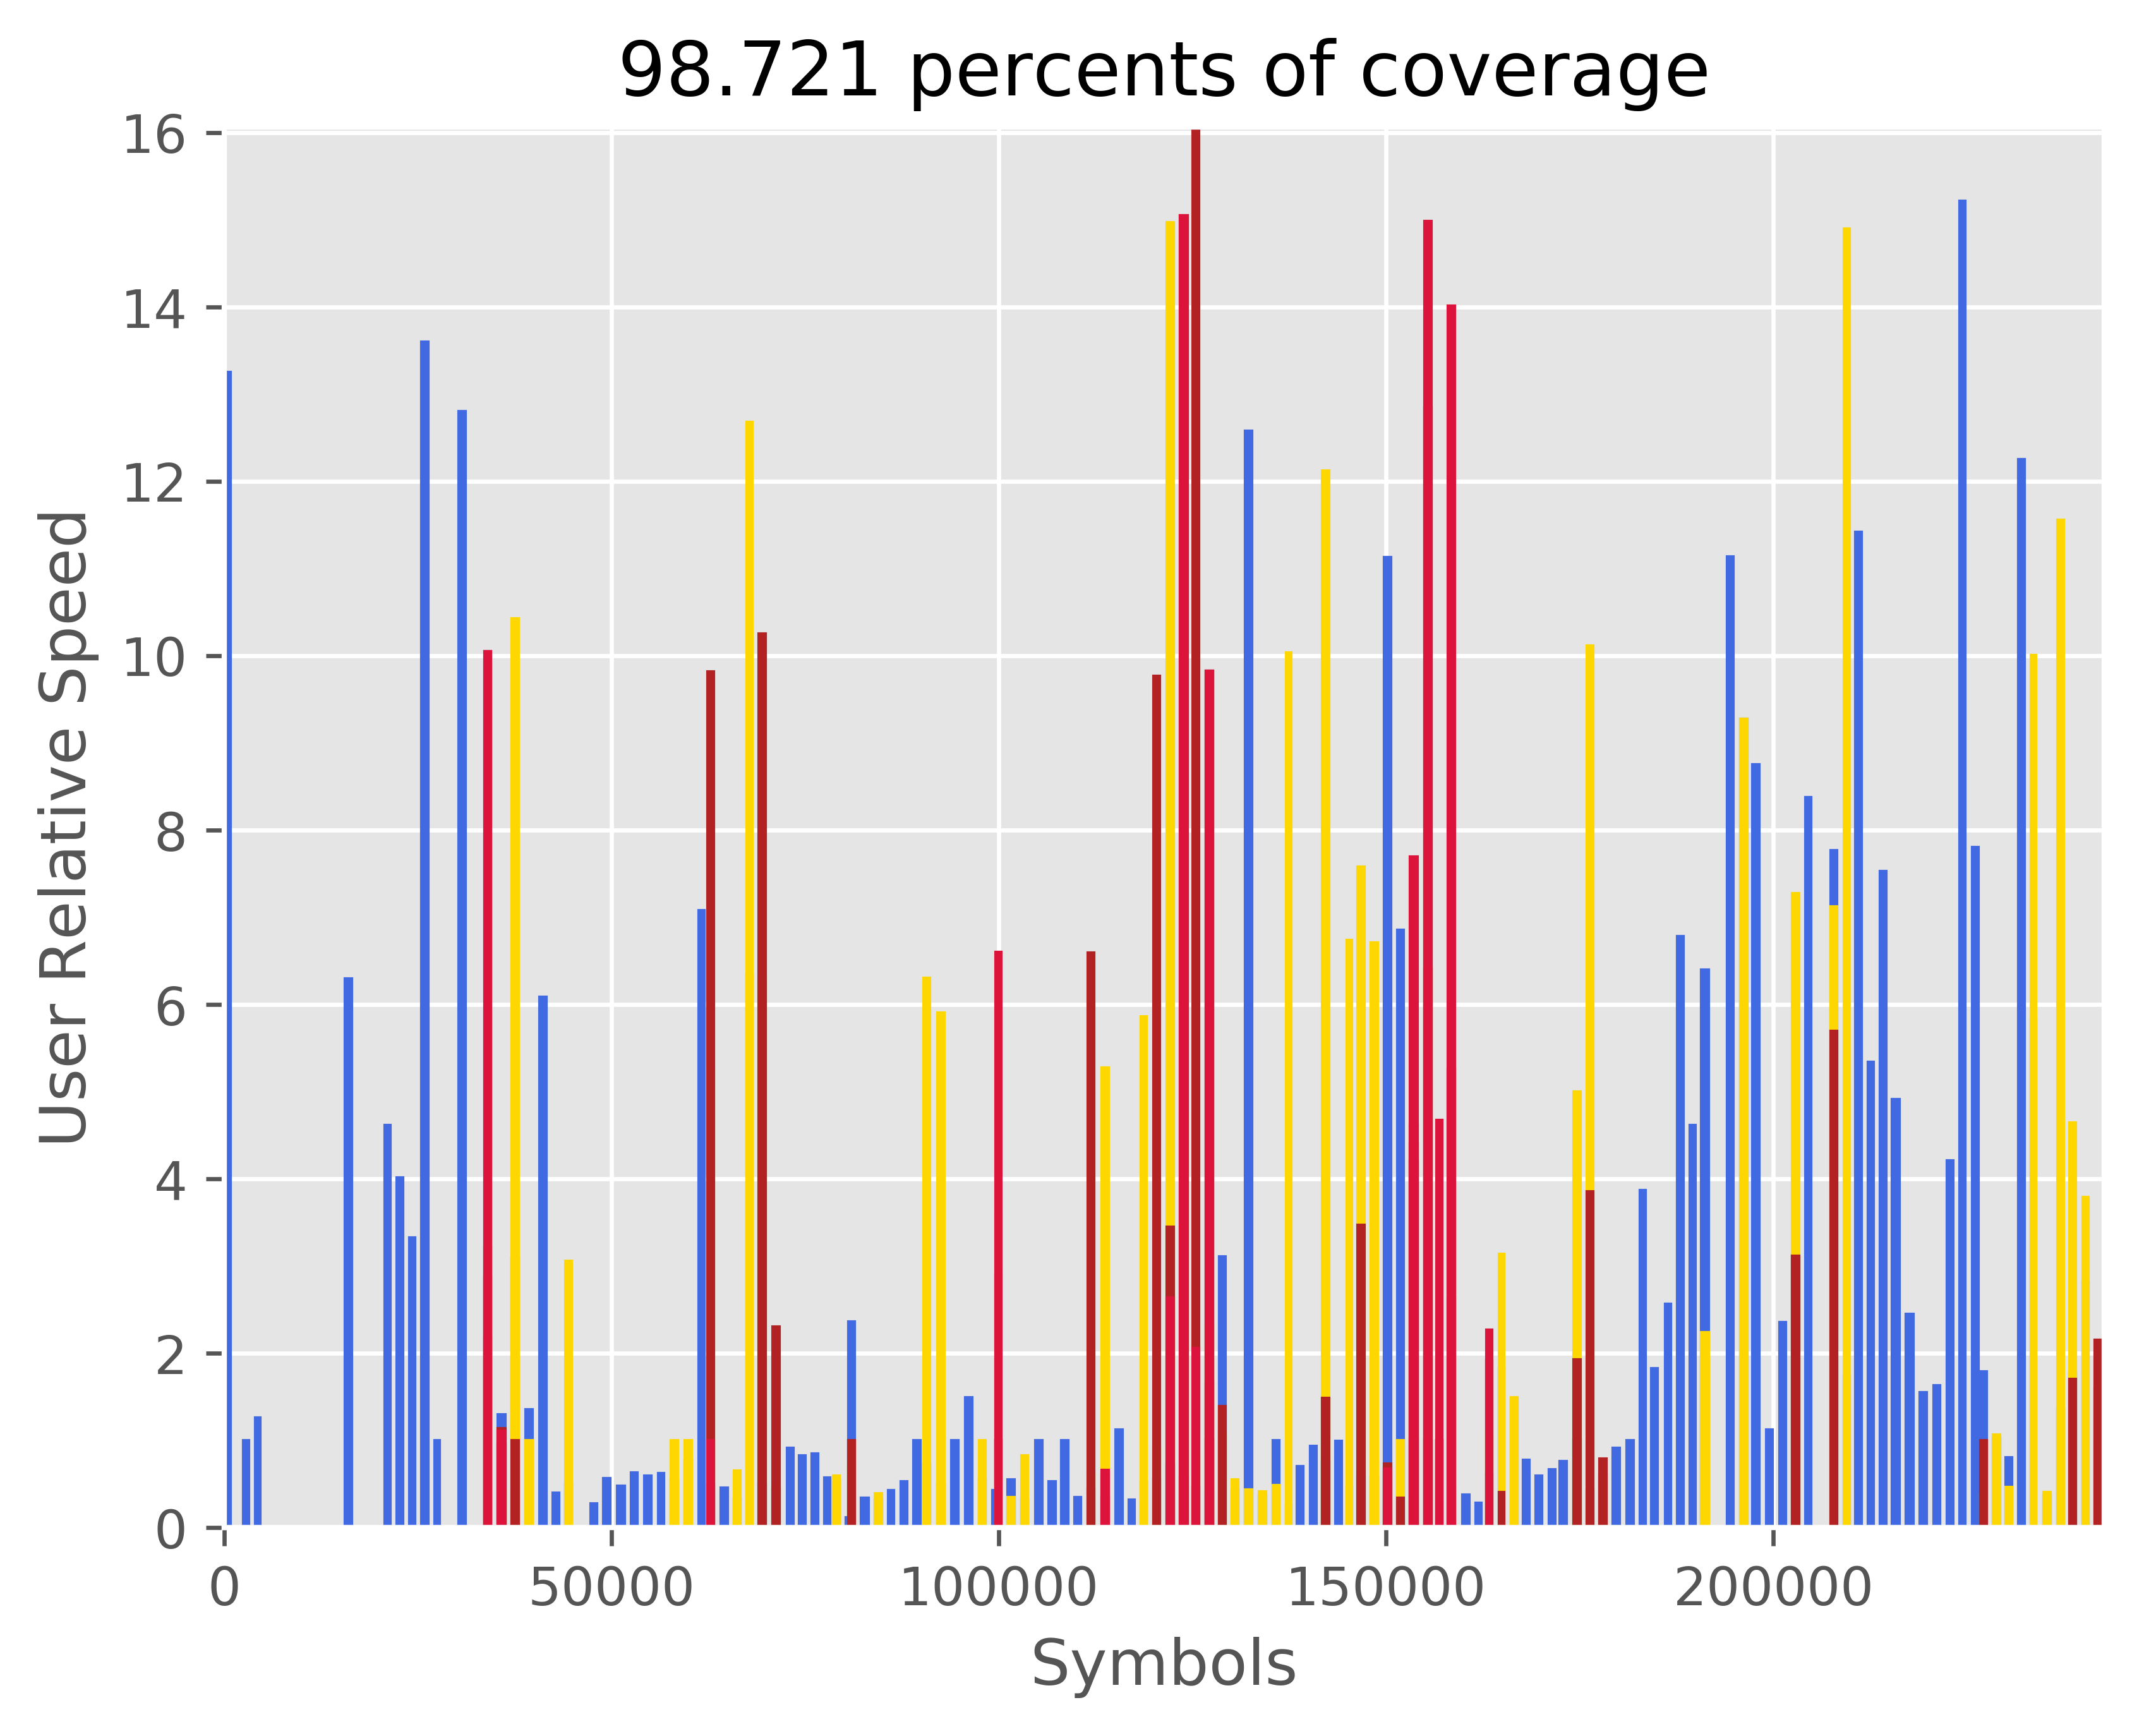 98.721 percents of coverage
16
14
12
10
8
6
4
2
0
User Relative Speed
0 50000 100000 150000 200000
Symbols